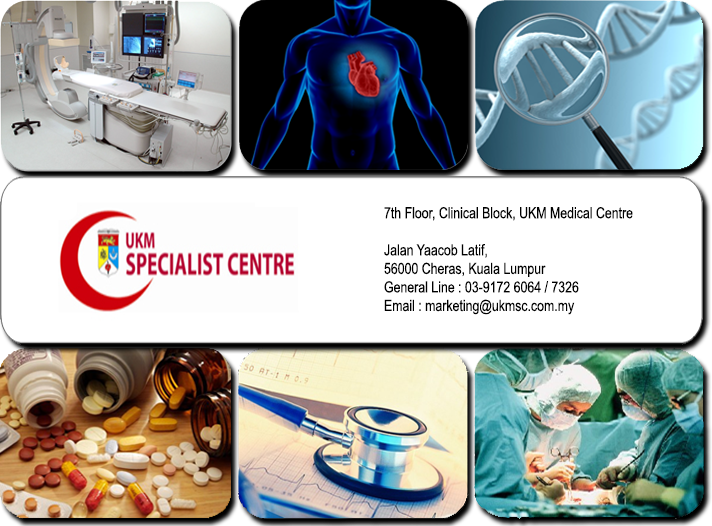 UKM
SPECIALIST CENTRE
7th Floor, Clinical Block, UKM Medical Centre
Jalan Yaacob Latif,
56000 Cheras, Kuala Lumpur
General Line : 03-9172 6064 / 7326
Email : marketing@ukmsc.com.my